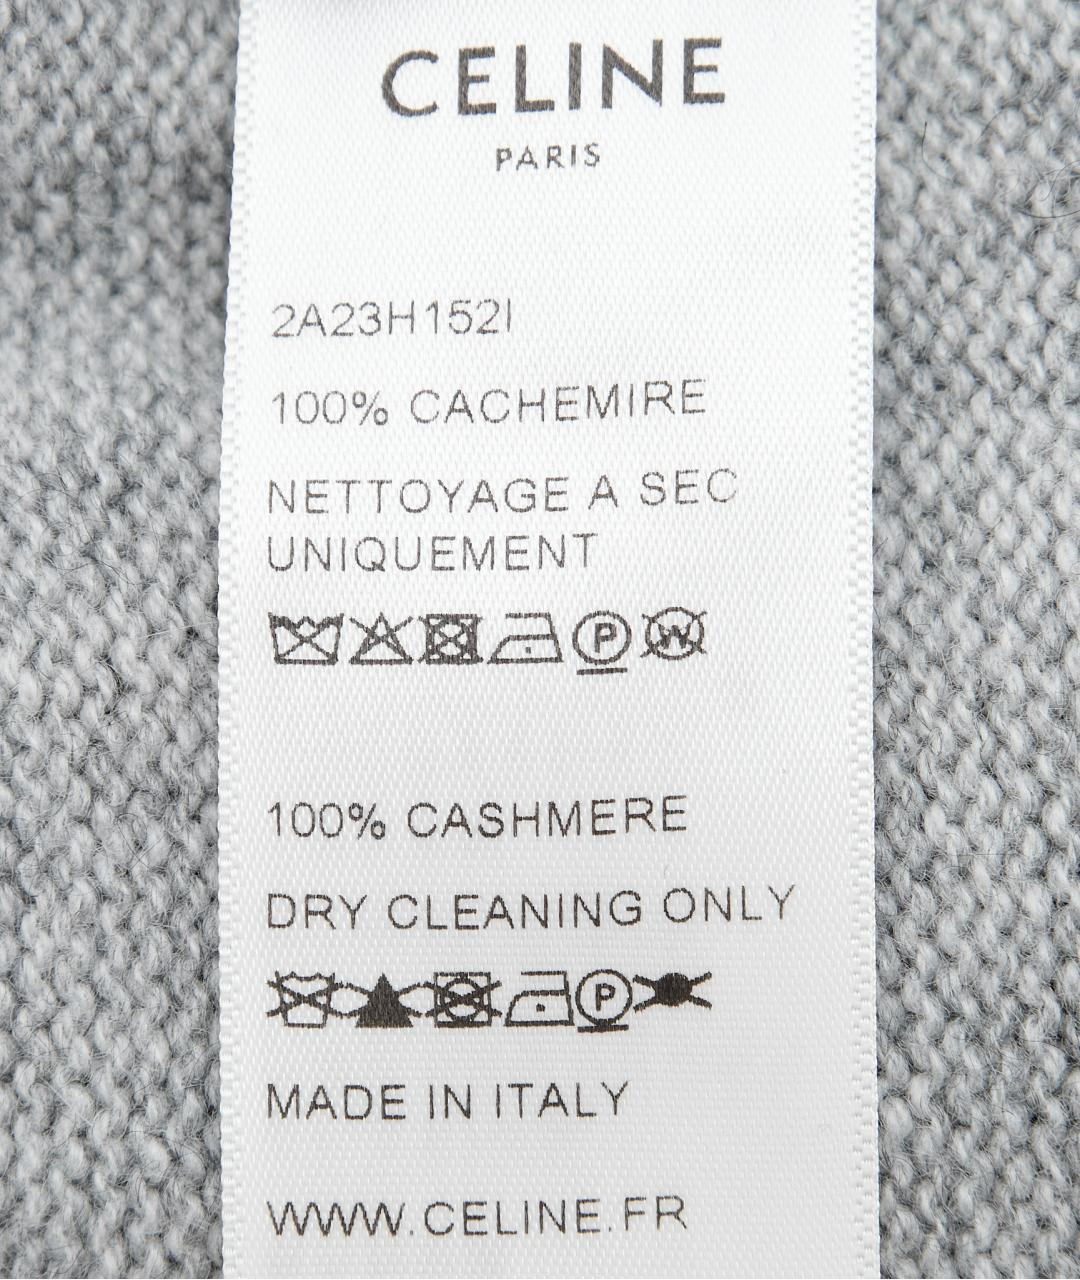 CELINE
PARIS
2A23H152I
100% CACHEMIRE
NETTOYAGE A SEC
UNIQUEMENT
P W
100% CASHMERE
DRY CLEANING ONLY
P
MADE IN ITALY
WWW.CELINE.FR